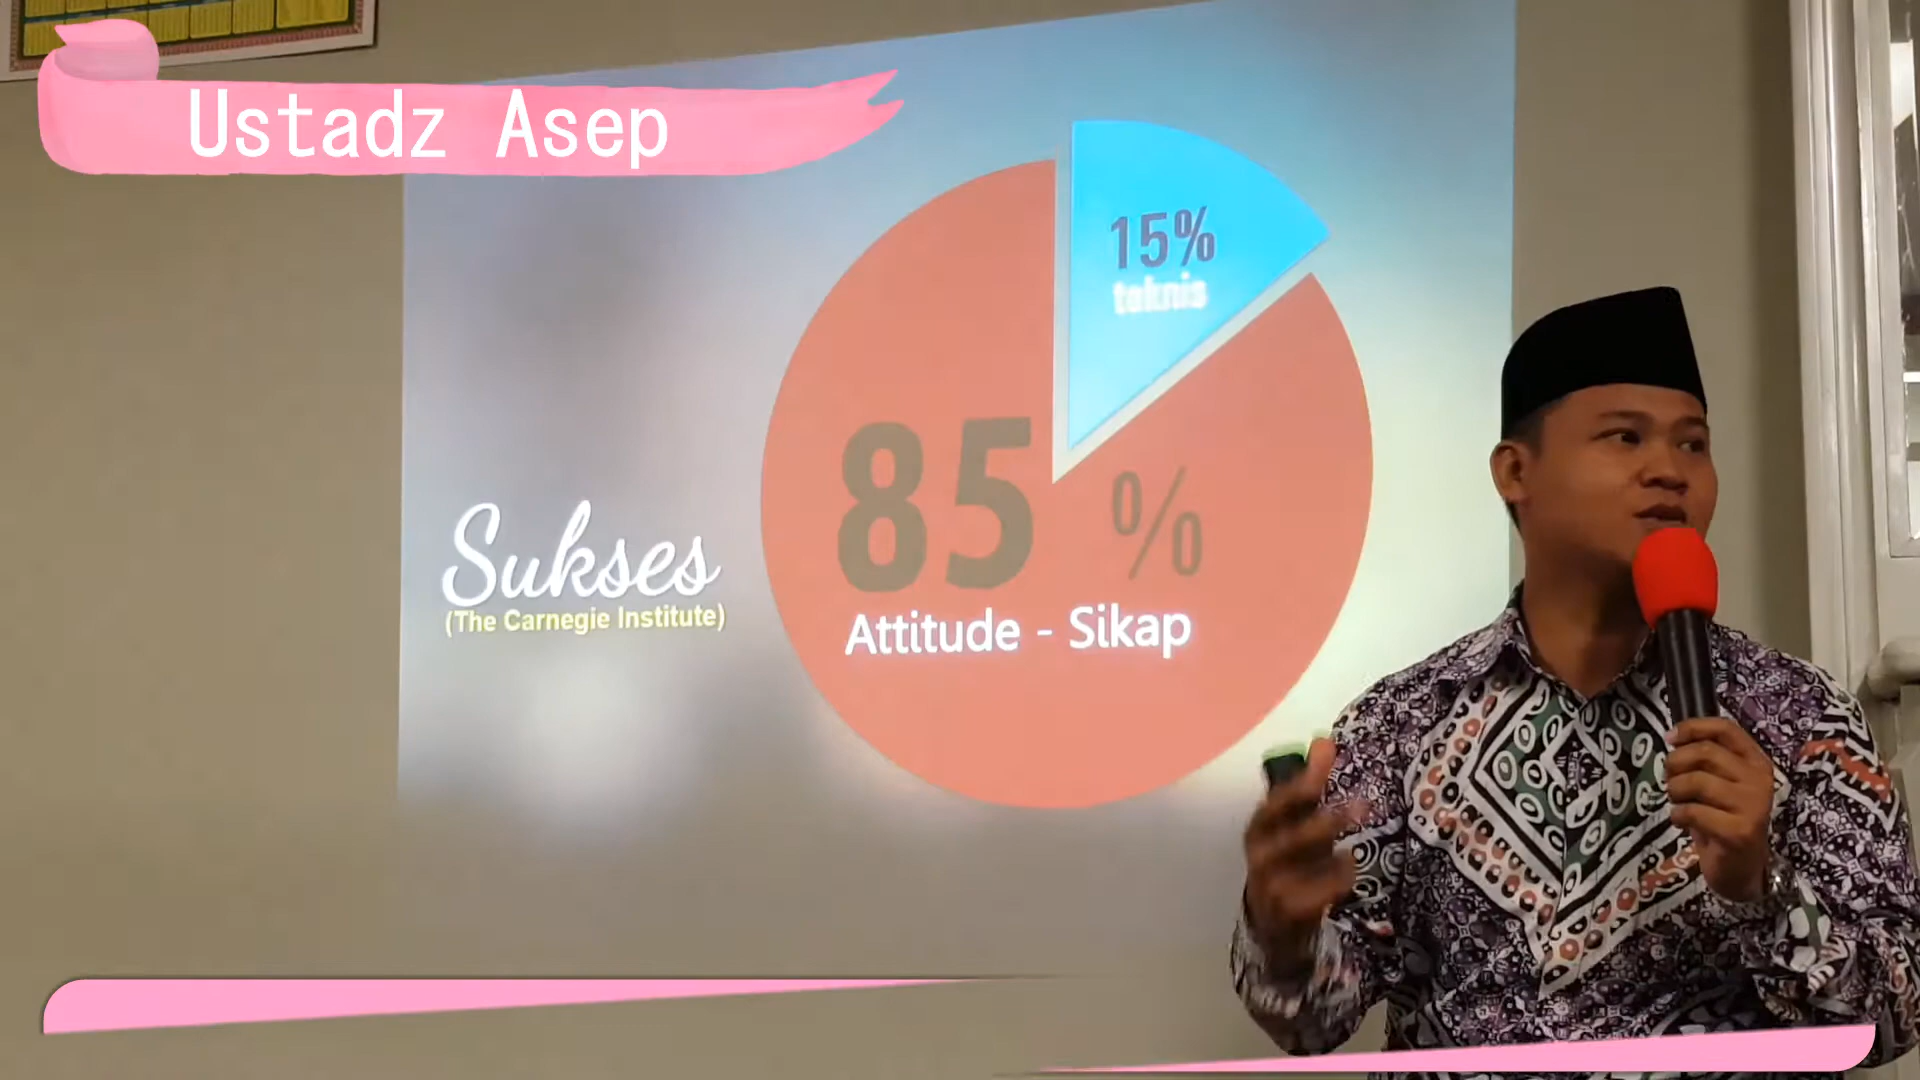 Ustadz Asep
15%
teknis
85 %
Attitude - Sikap
Sukses
(The Carnegie Institute)